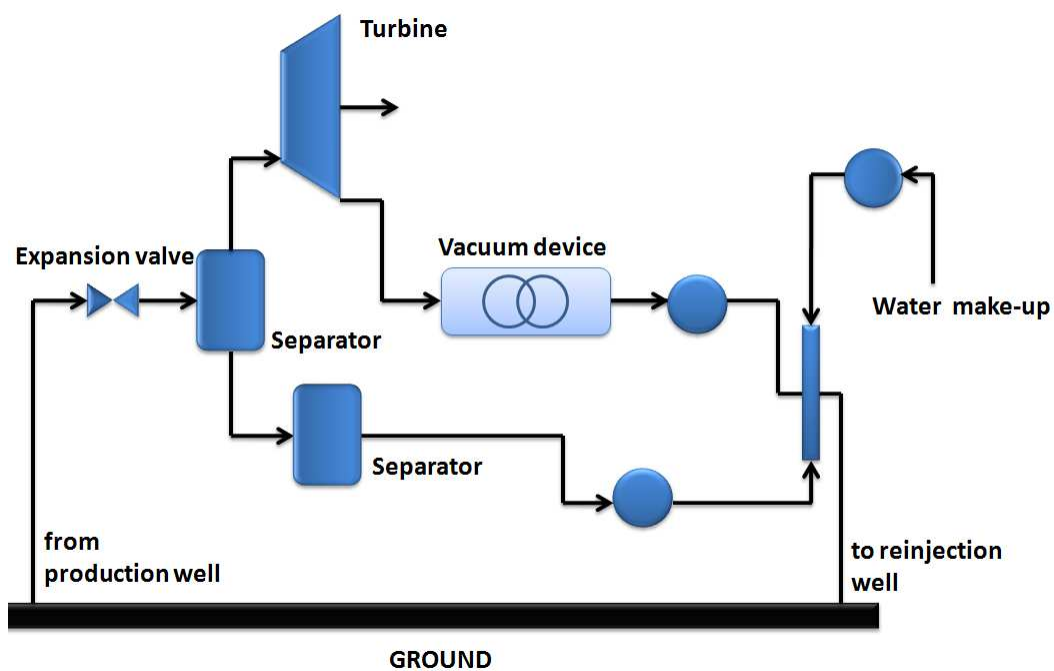 Turbine
Expansion valve
Vacuum device
Water make-up
Separator
Separator
from
production well
to reinjection
well
GROUND